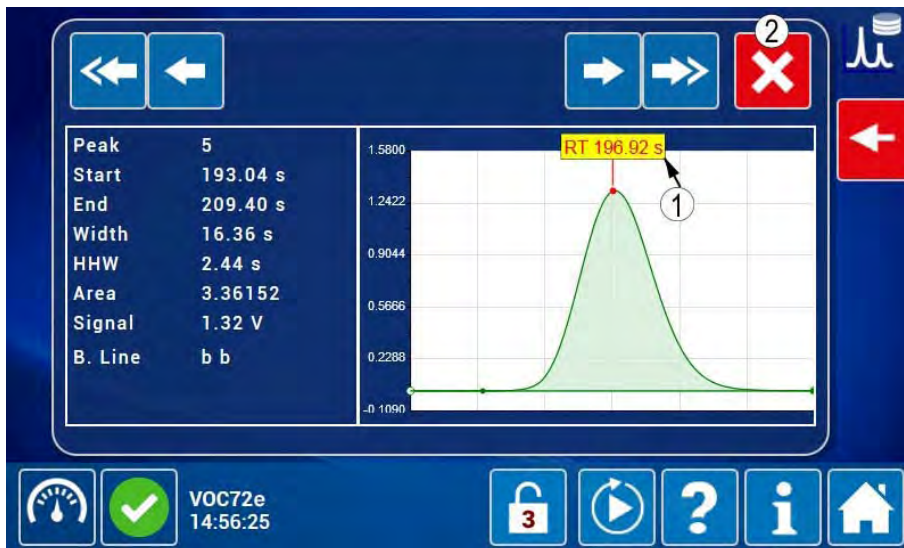 2
Peak 5
Start 193.04 s
End 209.40 s
Width 16.36 s
HHW 2.44 s
Area 3.36152
Signal 1.32 V
B. Line b b
RT 196.92 s
1
1.5800
1.2422
0.9044
0.5666
0.2288
-0.1090
VOC72e
14:56:25
3
?
i